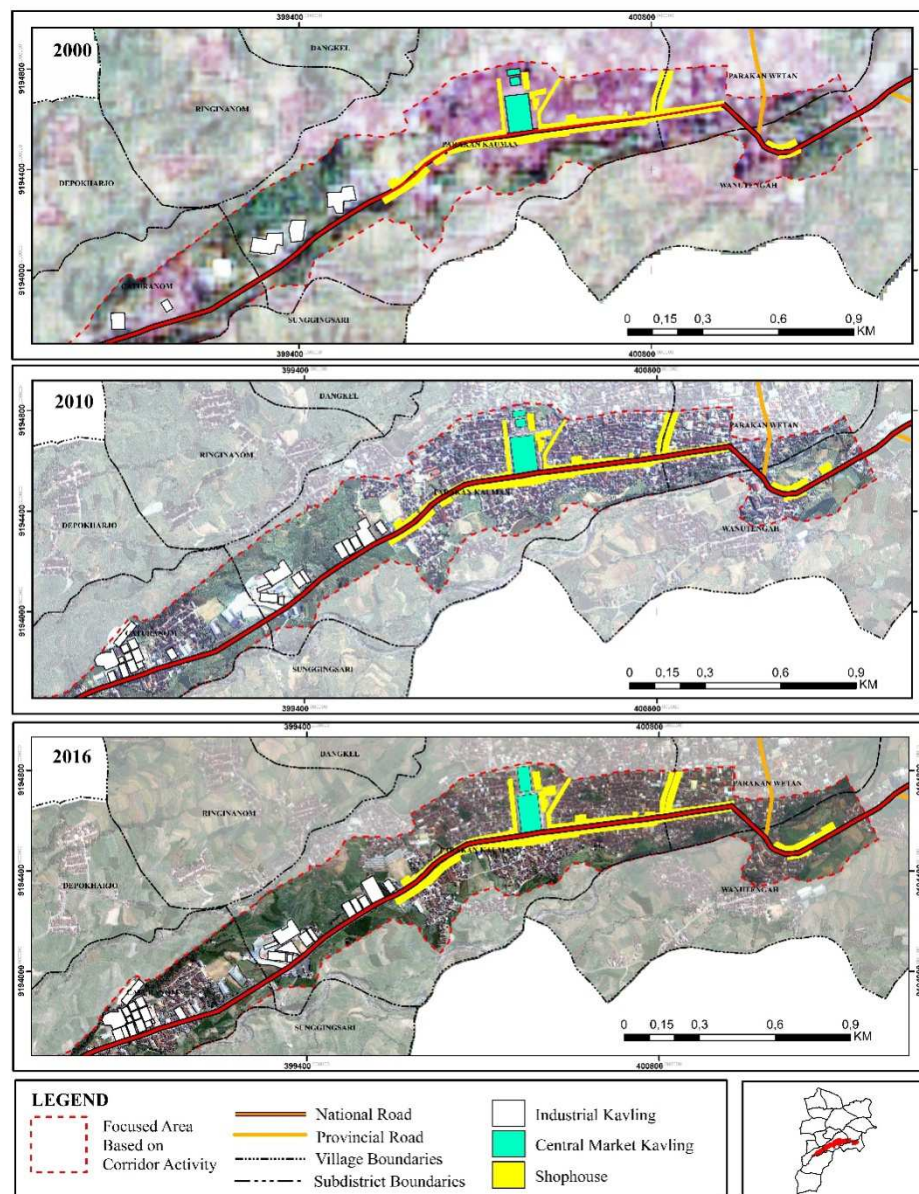 2000
399400
400800
DANGKEL
9194800
PARAKAN WETAN
RINGINANOM
PARAKAN KAUMAN
9194400
DEPOKHARJO
WANUTENGAH
9194000
CATURANOM
SUNGGINGSARI
0 0,15 0,3 0,6 0,9
KM
399400
400800
2010
DANGKEL
9194800
PARAKAN WETAN
RINGINANOM
PARAKAN KAUMAN
9194400
DEPOKHARJO
WANUTENGAH
9194000
CATURANOM
SUNGGINGSARI
0 0,15 0,3 0,6 0,9
KM
399400
400800
2016
DANGKEL
9194800
PARAKAN WETAN
RINGINANOM
PARAKAN KAUMAN
9194400
DEPOKHARJO
WANUTENGAH
9194000
CATURANOM
SUNGGINGSARI
0 0,15 0,3 0,6 0,9
KM
399400
400800
LEGEND
Focused Area
Based on
Corridor Activity
National Road
Provincial Road
Village Boundaries
Subdistrict Boundaries
Industrial Kavling
Central Market Kavling
Shophouse